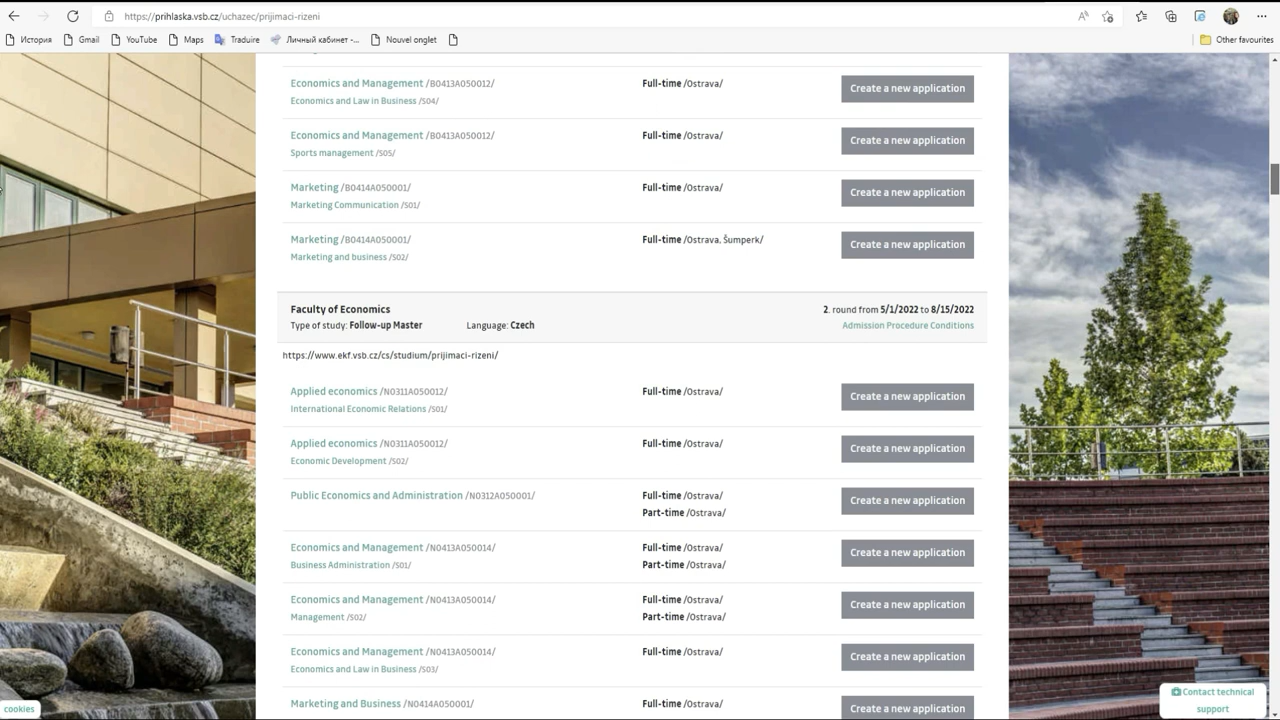 https://prihlaska.vsb.cz/uchazec/prijimaci-rizeni
История Gmail YouTube Maps Traduire Личный кабинет -... Nouvel onglet Other favourites
Economics and Management /B0413A050012/ Full-time /Ostrava/ Create a new application
Economics and Law in Business /S04/
Economics and Management /B0413A050012/ Full-time /Ostrava/ Create a new application
Sports management /S05/
Marketing /B0414A050001/ Full-time /Ostrava/ Create a new application
Marketing Communication /S01/
Marketing /B0414A050001/ Full-time /Ostrava, Šumperk/ Create a new application
Marketing and business /S02/
Faculty of Economics 2. round from 5/1/2022 to 8/15/2022
Type of study: Follow-up Master Language: Czech Admission Procedure Conditions
https://www.ekf.vsb.cz/cs/studium/prijimaci-rizeni/
Applied economics /N0311A050012/ Full-time /Ostrava/ Create a new application
International Economic Relations /S01/
Applied economics /N0311A050012/ Full-time /Ostrava/ Create a new application
Economic Development /S02/
Public Economics and Administration /N0312A050001/ Full-time /Ostrava/ Create a new application
Part-time /Ostrava/
Economics and Management /N0413A050014/ Full-time /Ostrava/ Create a new application
Business Administration /S01/ Part-time /Ostrava/
Economics and Management /N0413A050014/ Full-time /Ostrava/ Create a new application
Management /S02/ Part-time /Ostrava/
Economics and Management /N0413A050014/ Full-time /Ostrava/ Create a new application
Economics and Law in Business /S03/
Marketing and Business /N0414A050001/ Full-time /Ostrava/ Create a new application
cookies
Contact technical
support